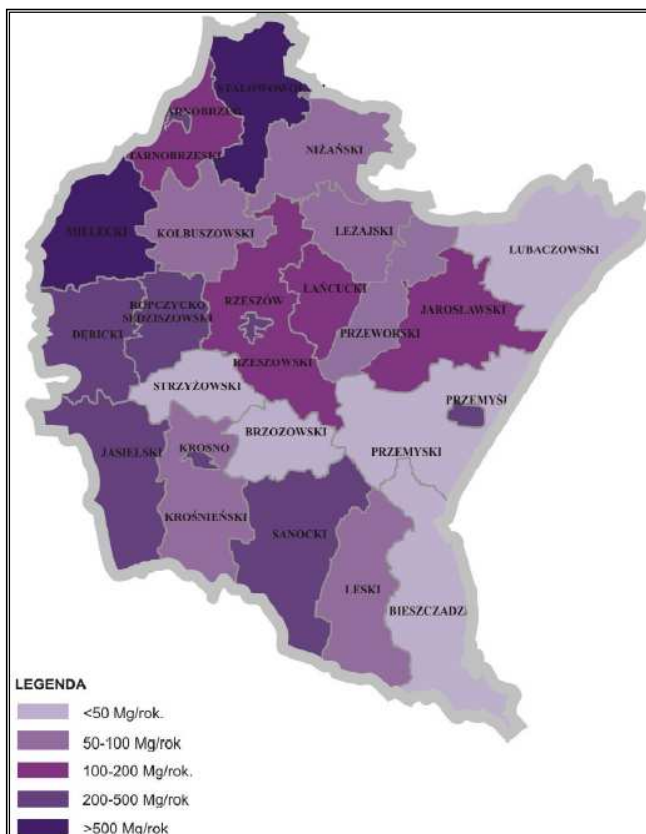 STALOWOWOL
TARNOBRZEG
TARNOBRZESKI
NIŻAŃSKI
MIELECKI
KOLBUSZOWSKI
LEŻAJSKI
LUBACZOWSKI
ROPCZYCKO
SĘDZISZOWSKI
RZESZÓW
ŁAŃCUCKI
JAROSŁAWSKI
DĘBICKI
PRZEWORSKI
RZESZOWSKI
STRZYŻOWSKI
PRZEMYŚl
BRZOZOWSKI
PRZEMYSKI
JASIELSKI
KROSNO
KROŚNIEŃSKI
SANOCKI
LESKI
BIESZCZADZ
LEGENDA
<50 Mg/rok.
50-100 Mg/rok
100-200 Mg/rok.
200-500 Mg/rok
>500 Mg/rok